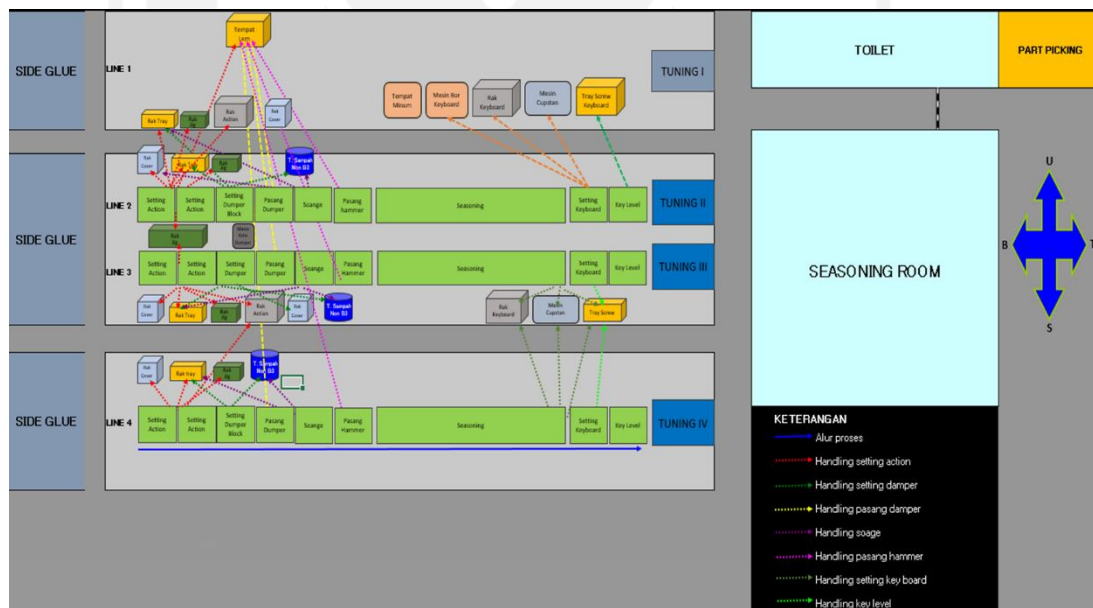 TOILET
PART PICKING
SIDE GLUE
LINE 1
Tempat
Lem
TUNING I
Tempat
Minum
Mesin Bor
Keyboard
Rak
Keyboard
Mesin
Cupstan
Tray Screw
Keyboard
Rak Tray
Rak
Rak
Action
Rak
Cover
SIDE GLUE
Rak
Cover
Rak
T. Sampah
Non B3
LINE 2
Setting
Action
Setting
Action
Setting
Dumper
Block
Pasang
Dumper
Soange
Pasang
hammer
Seasoning
Setting
Keyboard
Key Level
TUNING II
Rak
LINE 3
Setting
Action
Setting
Action
Setting
Dumper
Pasang
Dumper
Soange
Pasang
Hammer
Seasoning
Setting
Keyboard
Key Level
TUNING III
Rak
Cover
Rak Tray
Rak
Rak
Action
Rak
Cover
T. Sampah
Non B3
Rak
Keyboard
Mesin
Cupstan
Tray Screw
SEASONING ROOM
U
B
T
S
SIDE GLUE
Rak
Cover
Rak tray
Rak
T. Sampah
Non B3
LINE 4
Setting
Action
Setting
Action
Setting
Dumper
Block
Pasang
Dumper
Soange
Pasang
Hammer
Seasoning
Setting
Keyboard
Key Level
TUNING IV
KETERANGAN
Alur proses
Handling setting action
Handling setting damper
Handling pasang damper
Handling soage
Handling pasang hammer
Handling setting key board
Handling key level